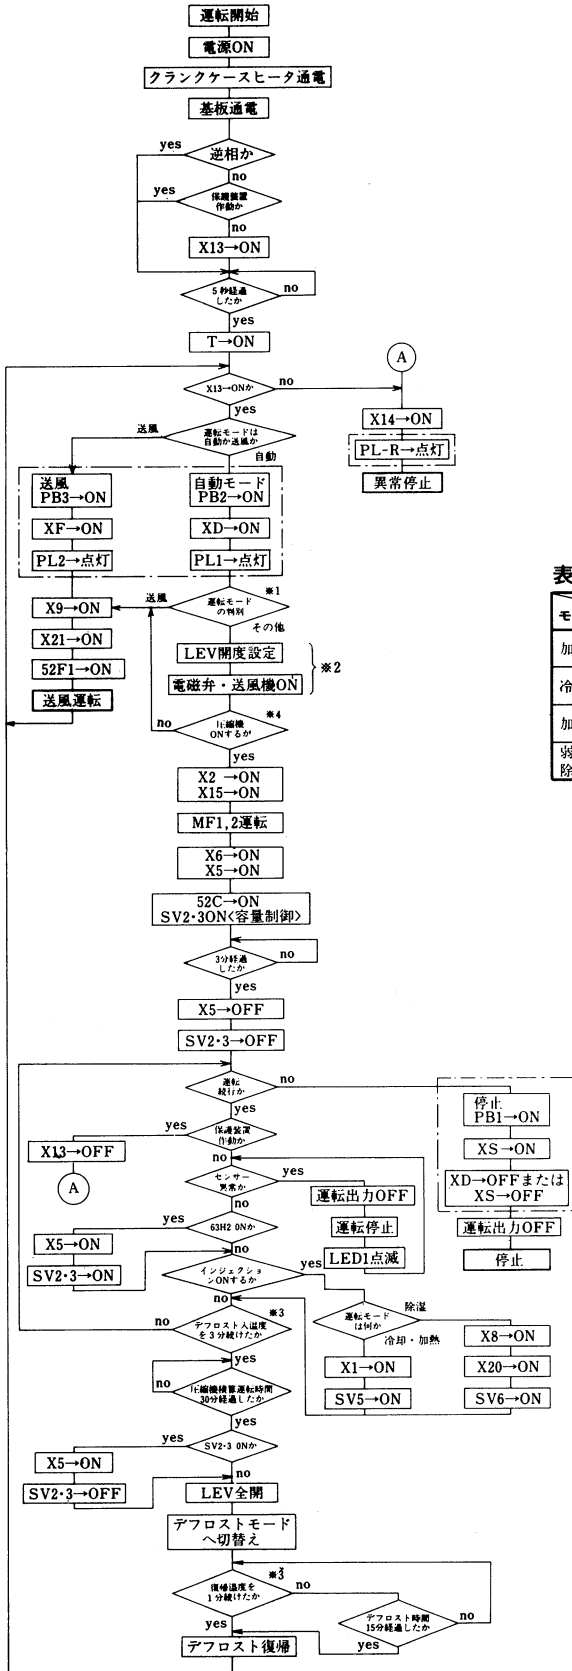 運転開始
電源ON
クランクケースヒータ通電
基板通電
逆相か
yes
no
保護装置
作動か
yes
no
X13→ON
5秒経過
したか
no
yes
T→ON
X13→ONか
no
yes
A
X14→ON
PL-R→点灯
異常停止
運転モードは
自動か送風か
送風
自動
送風
PB3→ON
XF→ON
PL2→点灯
自動モード
PB2→ON
XD→ON
PL1→点灯
運転モード
の判別
※1
送風
その他
X9→ON
X21→ON
52F1→ON
送風運転
LEV開度設定
電磁弁・送風機ON
※2
圧縮機
ONするか
※4
no
yes
X2→ON
X15→ON
MF1,2運転
X6→ON
X5→ON
52C→ON
SV2・3ON<容量制御>
3分経過
したか
no
yes
X5→OFF
SV2・3→OFF
運転
続行か
no
yes
停止
PB1→ON
XS→ON
XD→OFFまたは
XS→OFF
運転出力OFF
停止
保護装置
作動か
yes
no
X13→OFF
A
センサー
異常か
yes
no
運転出力OFF
運転停止
LED1点滅
63H2 ONか
yes
no
X5→ON
SV2・3→ON
インジェクショ
ンONするか
yes
no
運転モード
は何か
除湿
冷却・加熱
X1→ON
SV5→ON
X8→ON
X20→ON
SV6→ON
デフロスト入温度
を3分続けたか
※3
no
yes
圧縮機積算運転時間
30分経過したか
no
yes
SV2・3 ONか
yes
no
X5→ON
SV2・3→OFF
LEV全開
デフロストモード
へ切替え
復帰温度を
1分続けたか
※3
no
yes
デフロスト時間
15分経過したか
no
yes
デフロスト復帰
表
モ
加
冷
加
弱
除